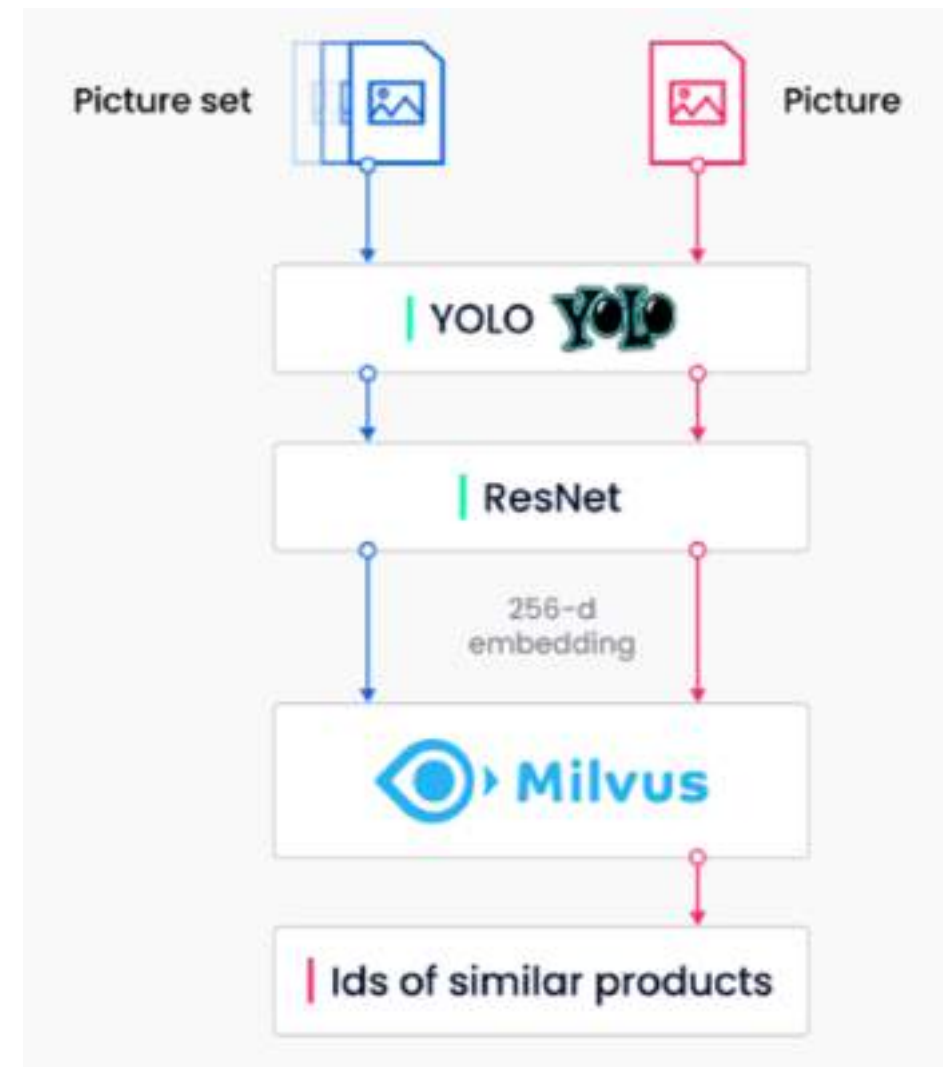 Picture set
Picture
YOLO YOLO
ResNet
256-d
embedding
Milvus
Ids of similar products